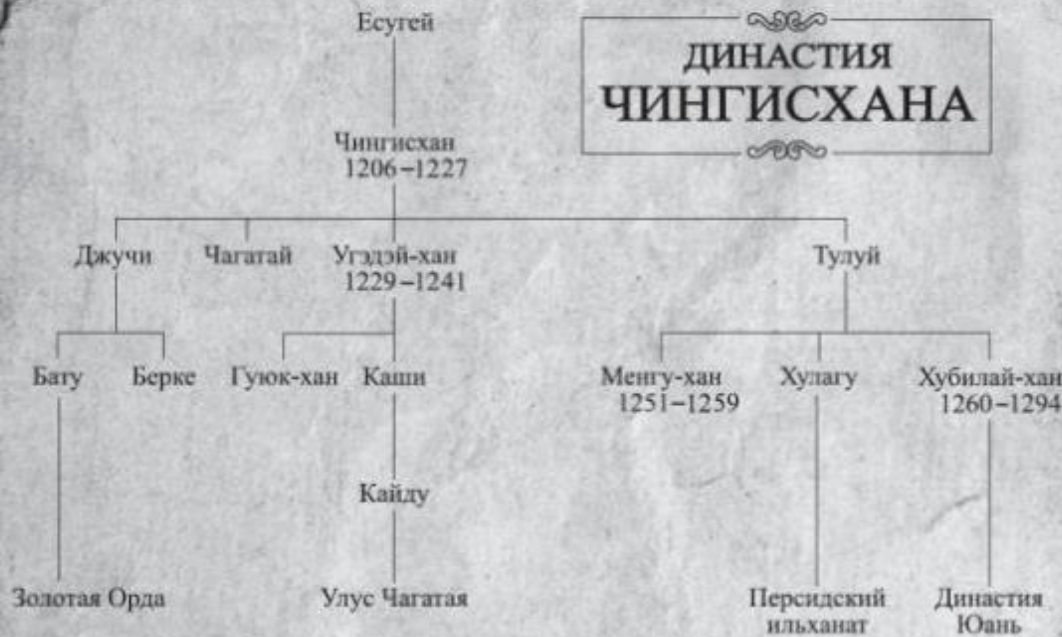 Есугей
ДИНАСТИЯ
ЧИНГИСХАНА
Чингисхан
1206–1227
Джучи Чагатай Угэдэй-хан Тулуй
1229–1241
Бату Берке Гуюк-хан Каши Менгу-хан Хулагу Хубилай-хан
1251–1259 1260–1294
Кайду
Золотая Орда Улус Чагатая Персидский Династия
ильханат Юань